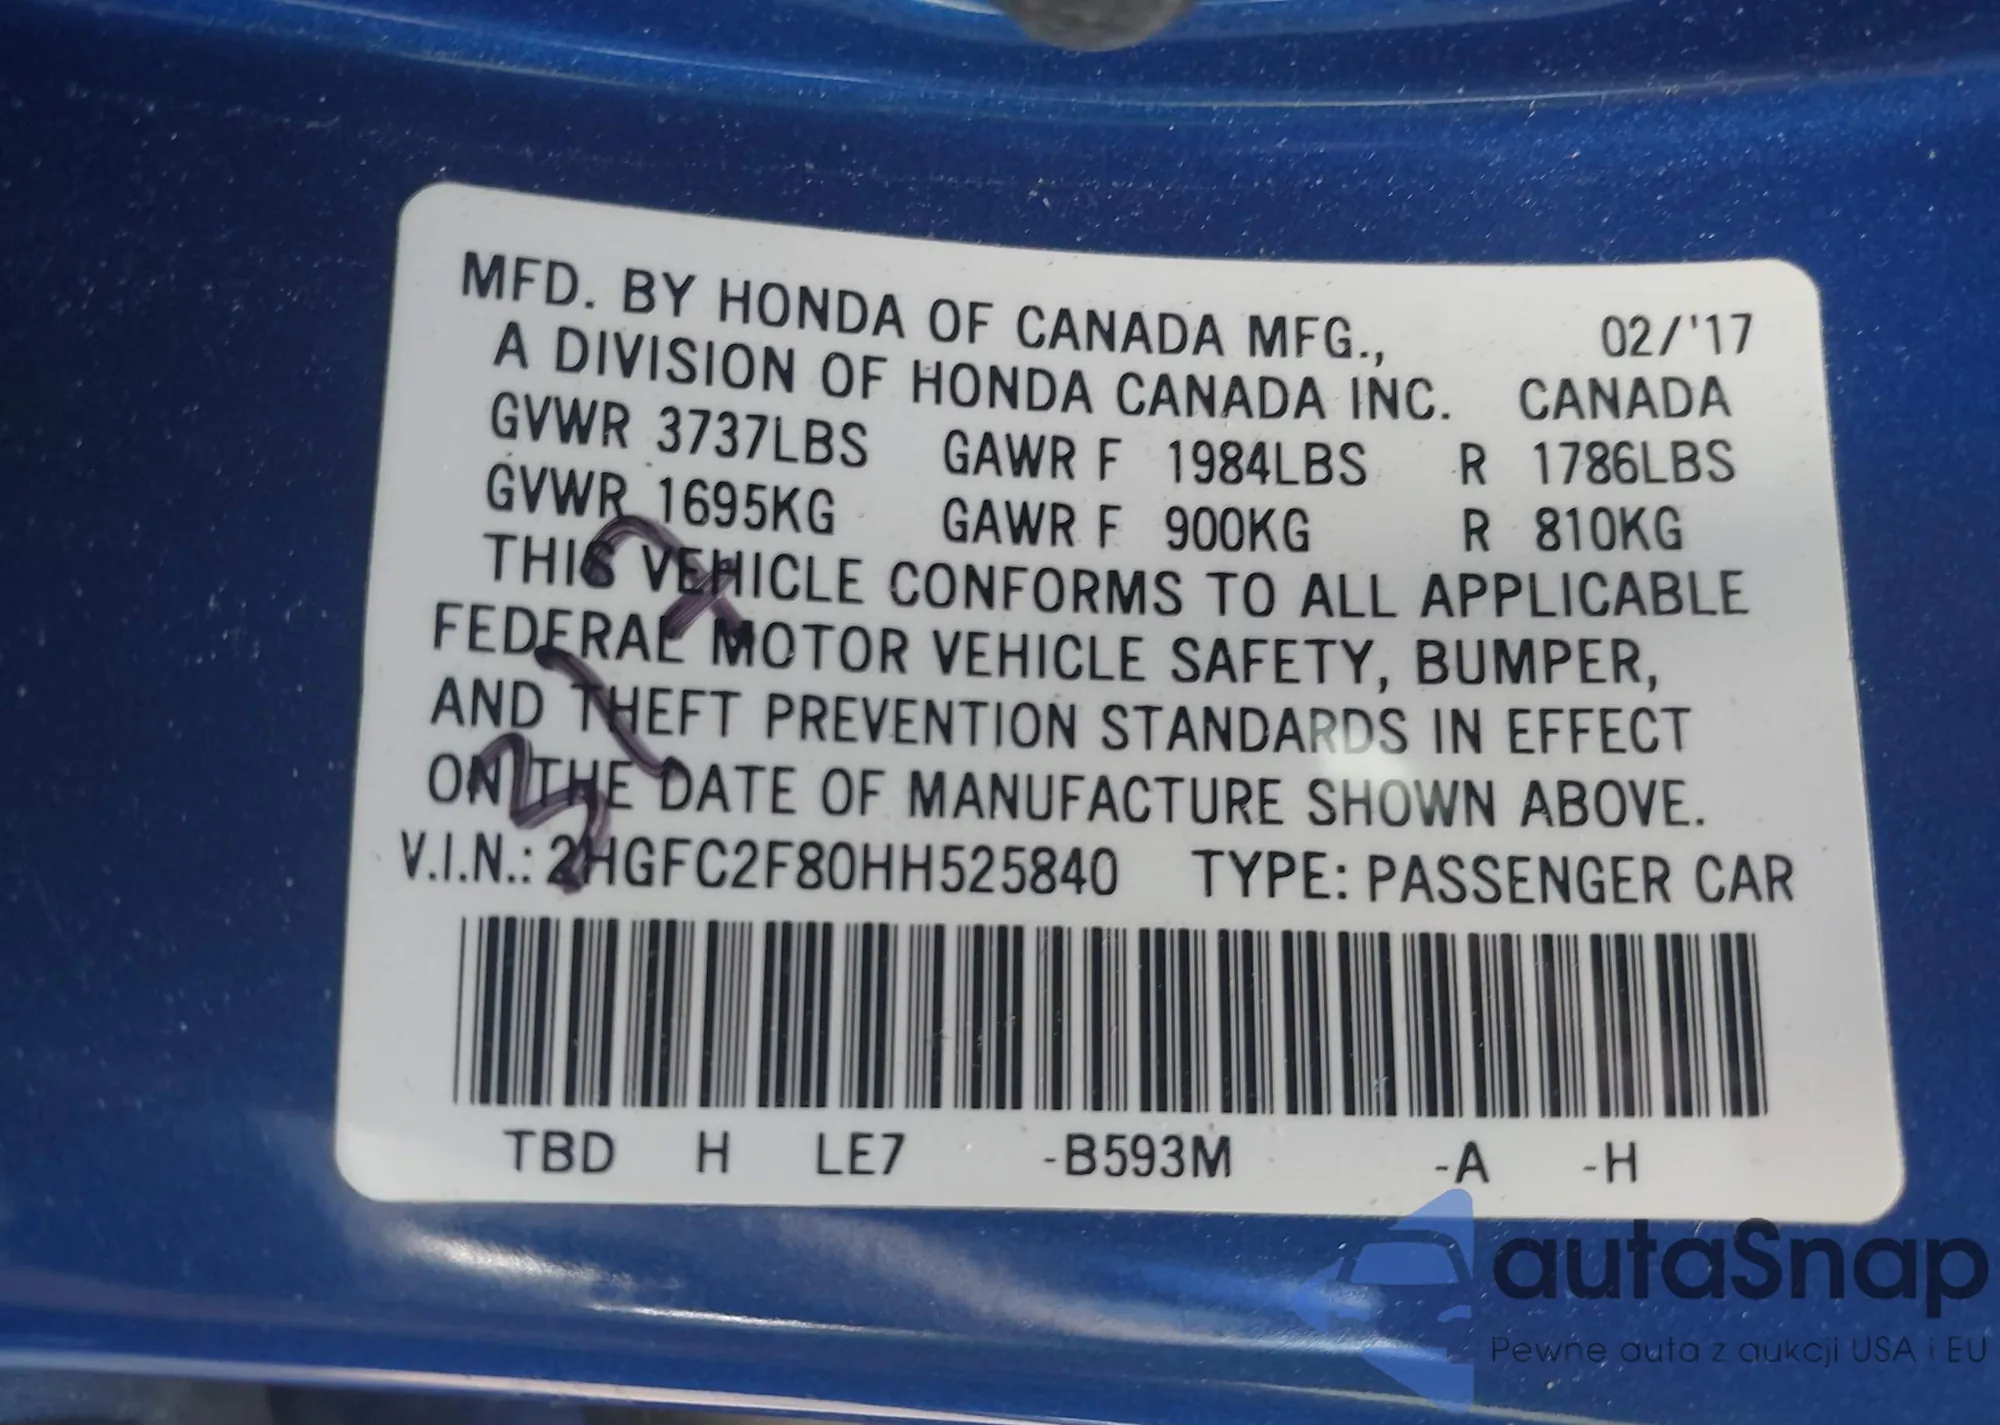 MFD. BY HONDA OF CANADA MFG., 02/'17
A DIVISION OF HONDA CANADA INC. CANADA
GVWR 3737LBS GAWR F 1984LBS R 1786LBS
GVWR 1695KG GAWR F 900KG R 810KG
THIS VEHICLE CONFORMS TO ALL APPLICABLE
FEDERAL MOTOR VEHICLE SAFETY, BUMPER,
AND THEFT PREVENTION STANDARDS IN EFFECT
ON THE DATE OF MANUFACTURE SHOWN ABOVE.
V.I.N.: 2HGFC2F80HH525840 TYPE: PASSENGER CAR
TBD H LE7 -B593M -A -H
autaSnap
Pewne auta z aukcji USA i EU